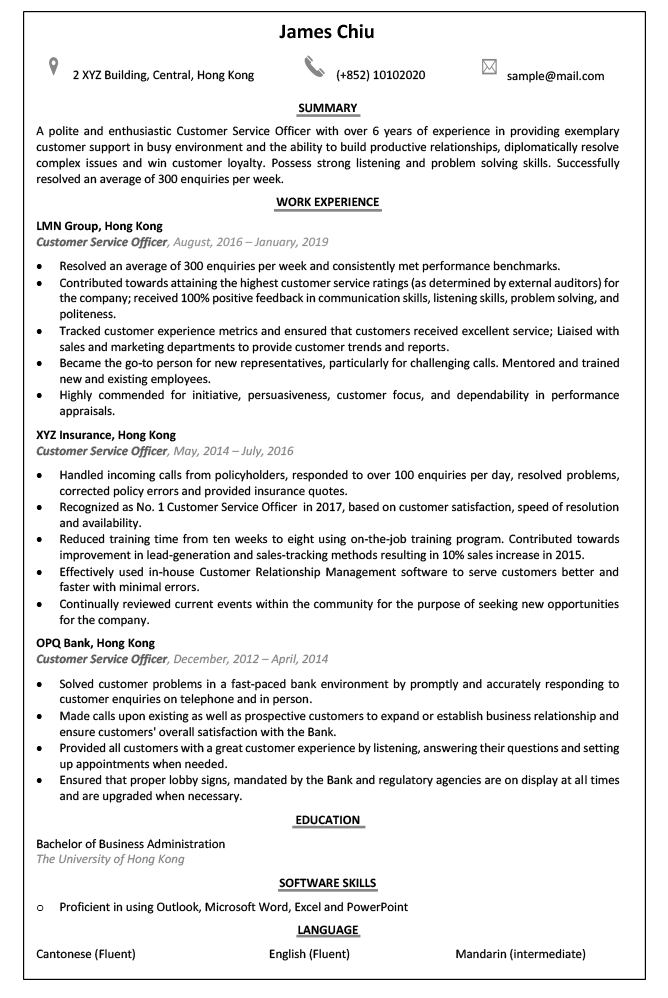 James Chiu
2 XYZ Building, Central, Hong Kong (+852) 10102020 sample@mail.com
SUMMARY
A polite and enthusiastic Customer Service Officer with over 6 years of experience in providing exemplary
customer support in busy environment and the ability to build productive relationships, diplomatically resolve
complex issues and win customer loyalty. Possess strong listening and problem solving skills. Successfully
resolved an average of 300 enquiries per week.
WORK EXPERIENCE
LMN Group, Hong Kong
Customer Service Officer, August, 2016 – January, 2019
• Resolved an average of 300 enquiries per week and consistently met performance benchmarks.
• Contributed towards attaining the highest customer service ratings (as determined by external auditors) for
the company; received 100% positive feedback in communication skills, listening skills, problem solving, and
politeness.
• Tracked customer experience metrics and ensured that customers received excellent service; Liaised with
sales and marketing departments to provide customer trends and reports.
• Became the go-to person for new representatives, particularly for challenging calls. Mentored and trained
new and existing employees.
• Highly commended for initiative, persuasiveness, customer focus, and dependability in performance
appraisals.
XYZ Insurance, Hong Kong
Customer Service Officer, May, 2014 – July, 2016
• Handled incoming calls from policyholders, responded to over 100 enquiries per day, resolved problems,
corrected policy errors and provided insurance quotes.
• Recognized as No. 1 Customer Service Officer in 2017, based on customer satisfaction, speed of resolution
and availability.
• Reduced training time from ten weeks to eight using on-the-job training program. Contributed towards
improvement in lead-generation and sales-tracking methods resulting in 10% sales increase in 2015.
• Effectively used in-house Customer Relationship Management software to serve customers better and
faster with minimal errors.
• Continually reviewed current events within the community for the purpose of seeking new opportunities
for the company.
OPQ Bank, Hong Kong
Customer Service Officer, December, 2012 – April, 2014
• Solved customer problems in a fast-paced bank environment by promptly and accurately responding to
customer enquiries on telephone and in person.
• Made calls upon existing as well as prospective customers to expand or establish business relationship and
ensure customers' overall satisfaction with the Bank.
• Provided all customers with a great customer experience by listening, answering their questions and setting
up appointments when needed.
• Ensured that proper lobby signs, mandated by the Bank and regulatory agencies are on display at all times
and are upgraded when necessary.
EDUCATION
Bachelor of Business Administration
The University of Hong Kong
SOFTWARE SKILLS
o Proficient in using Outlook, Microsoft Word, Excel and PowerPoint
LANGUAGE
Cantonese (Fluent) English (Fluent) Mandarin (intermediate)